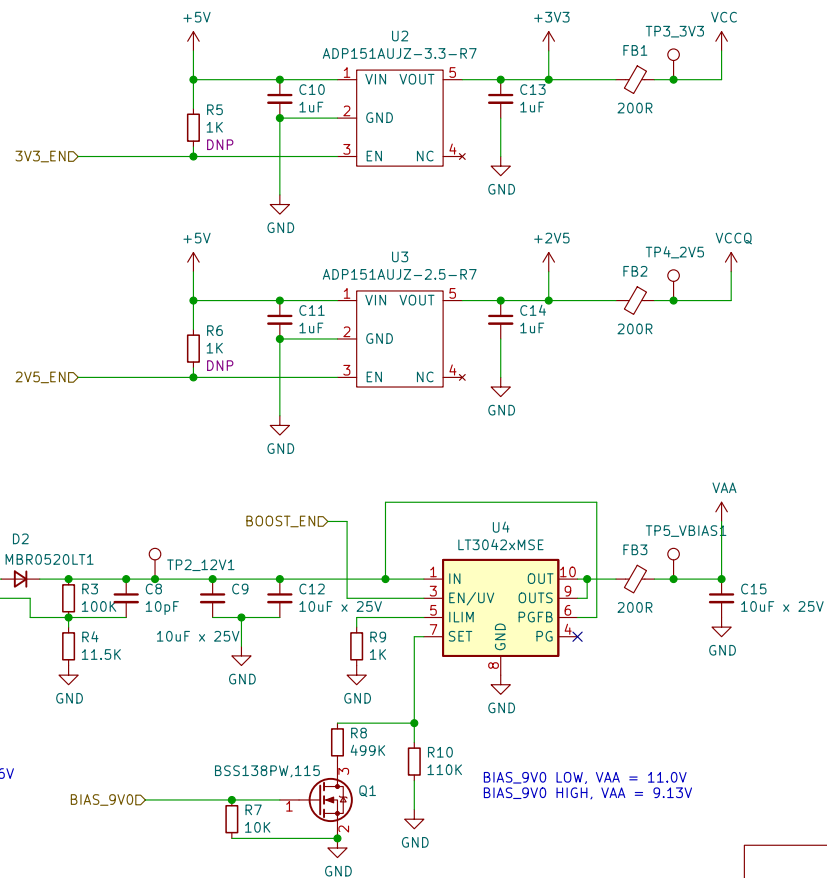 +5V
+3V3
TP3_3V3
VCC
U2
ADP151AUJZ-3.3-R7
FB1
200R
R5
1K
DNP
C10
1uF
1
VIN
VOUT
5
2
GND
3
EN
NC
4
C13
1uF
3V3_EN
GND
GND
+5V
+2V5
TP4_2V5
VCCQ
U3
ADP151AUJZ-2.5-R7
FB2
200R
R6
1K
DNP
C11
1uF
1
VIN
VOUT
5
2
GND
3
EN
NC
4
C14
1uF
2V5_EN
GND
GND
D2
MBR0520LT1
TP2_12V1
BOOST_EN
U4
LT3042xMSE
VAA
TP5_VBIAS1
FB3
200R
R3
100K
C8
10pF
C9
10uF x 25V
C12
10uF x 25V
R4
11.5K
GND
GND
R9
1K
GND
1
IN
3
EN/UV
5
ILIM
7
SET
OUT
10
OUTS
9
PGFB
6
PG
4
GND
8
GND
C15
10uF x 25V
GND
R8
499K
R10
110K
GND
BSS138PW,115
Q1
3
1
2
BIAS_9V0
R7
10K
GND
6V
BIAS_9V0 LOW, VAA = 11.0V
BIAS_9V0 HIGH, VAA = 9.13V